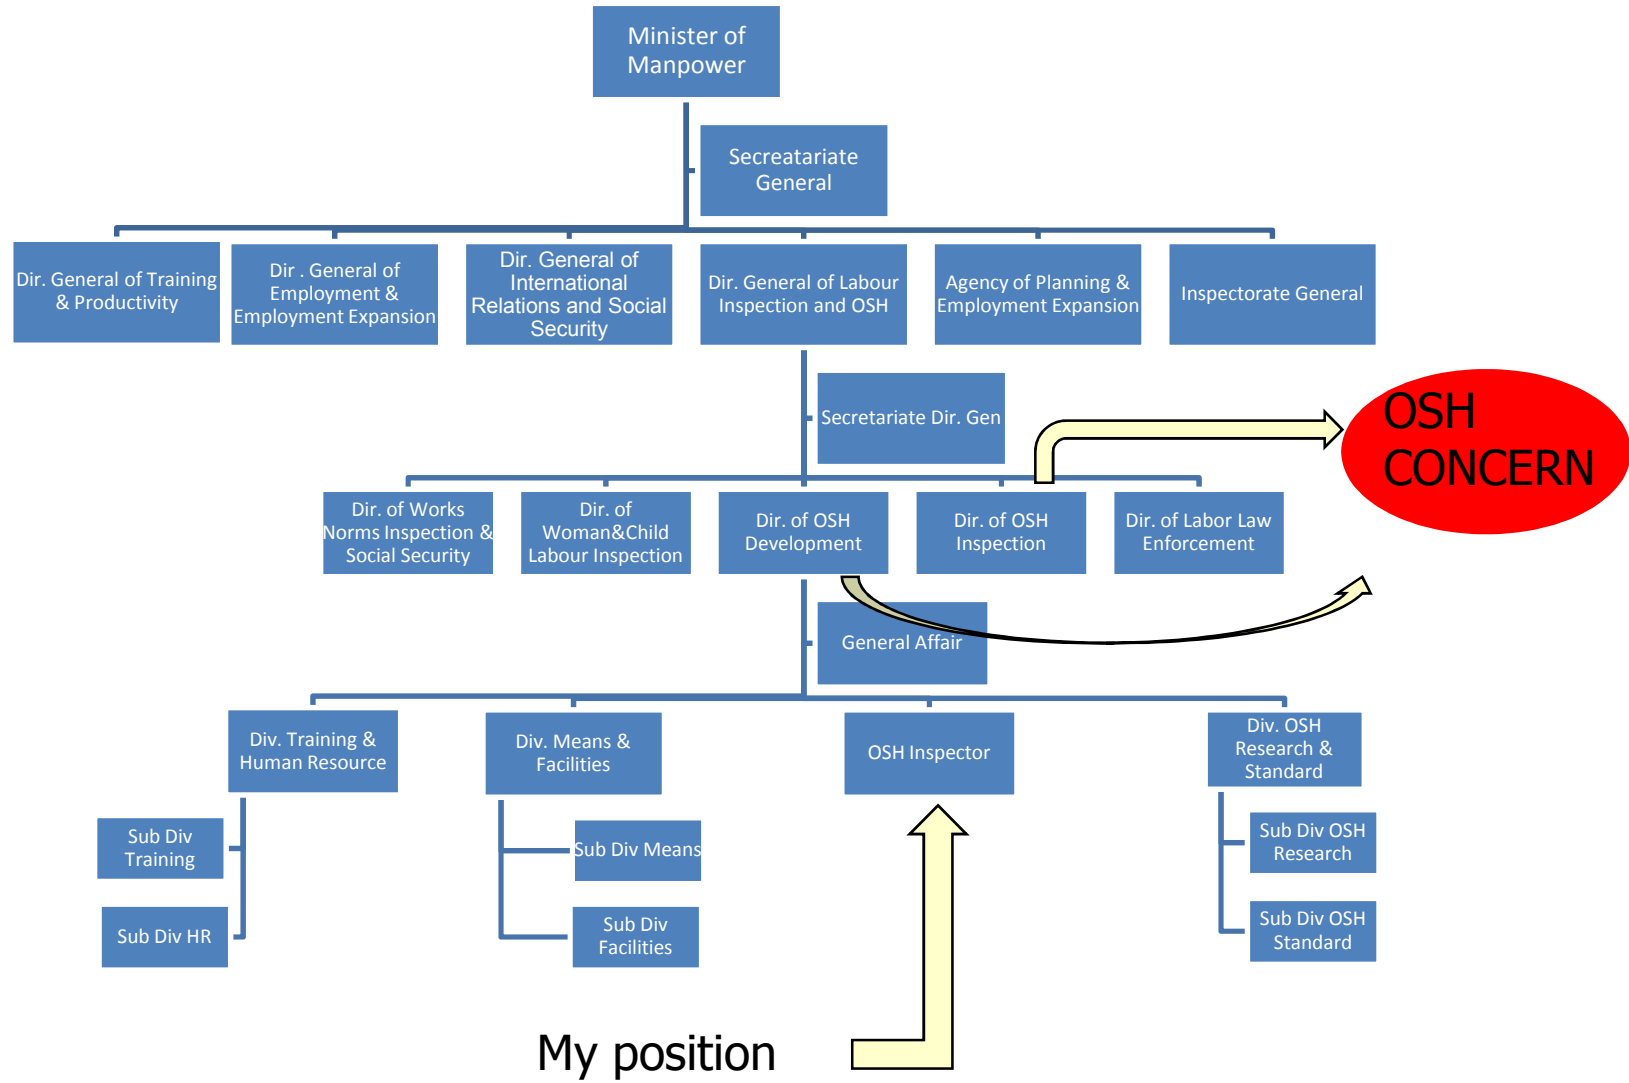 Minister of
Manpower
Secreatariate
General
Dir. General of Training
& Productivity
Dir . General of
Employment &
Employment Expansion
Dir. General of
International
Relations and Social
Security
Dir. General of Labour
Inspection and OSH
Agency of Planning &
Employment Expansion
Inspectorate General
Secretariate Dir. Gen
OSH
CONCERN
Dir. of Works
Norms Inspection &
Social Security
Dir. of
Woman&Child
Labour Inspection
Dir. of OSH
Development
Dir. of OSH
Inspection
Dir. of Labor Law
Enforcement
General Affair
Div. Training &
Human Resource
Div. Means &
Facilities
OSH Inspector
Div. OSH
Research &
Standard
Sub Div
Training
Sub Div Means
Sub Div OSH
Research
Sub Div HR
Sub Div
Facilities
Sub Div OSH
Standard
My position